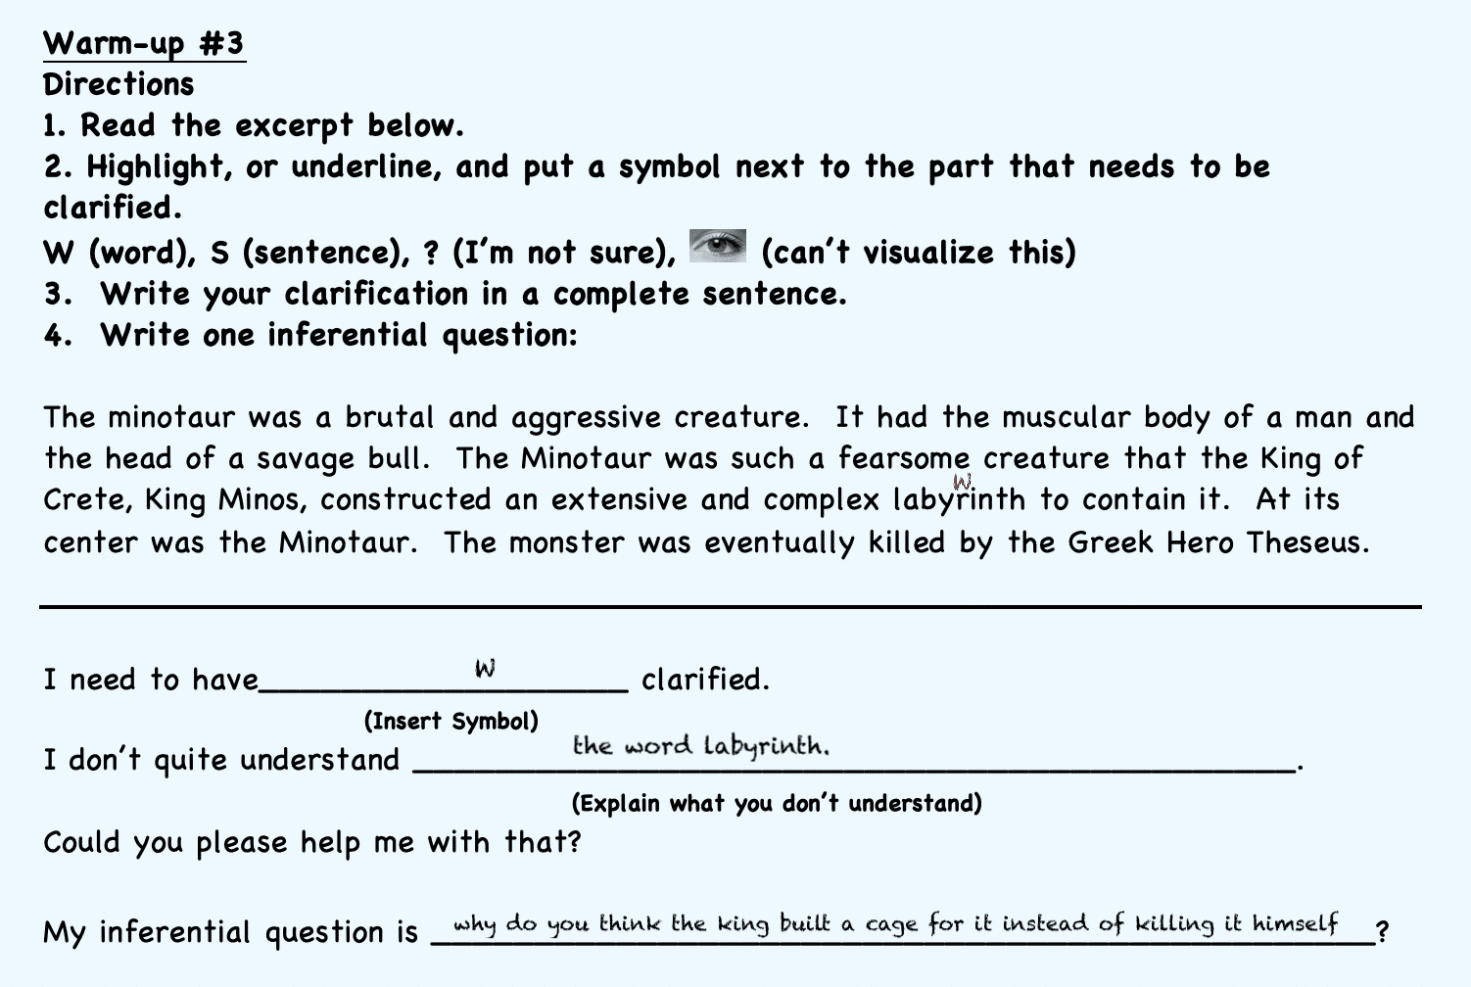 Warm-up #3
Directions
1. Read the excerpt below.
2. Highlight, or underline, and put a symbol next to the part that needs to be
clarified.
W (word), S (sentence), ? (I'm not sure), (can't visualize this)
3. Write your clarification in a complete sentence.
4. Write one inferential question:
The minotaur was a brutal and aggressive creature. It had the muscular body of a man and
the head of a savage bull. The Minotaur was such a fearsome creature that the King of
W
Crete, King Minos, constructed an extensive and complex labyrinth to contain it. At its
center was the Minotaur. The monster was eventually killed by the Greek Hero Theseus.
I need to have W clarified.
(Insert Symbol)
I don't quite understand the word labyrinth. .
(Explain what you don't understand)
Could you please help me with that?
My inferential question is why do you think the king built a cage for it instead of killing it himself ?